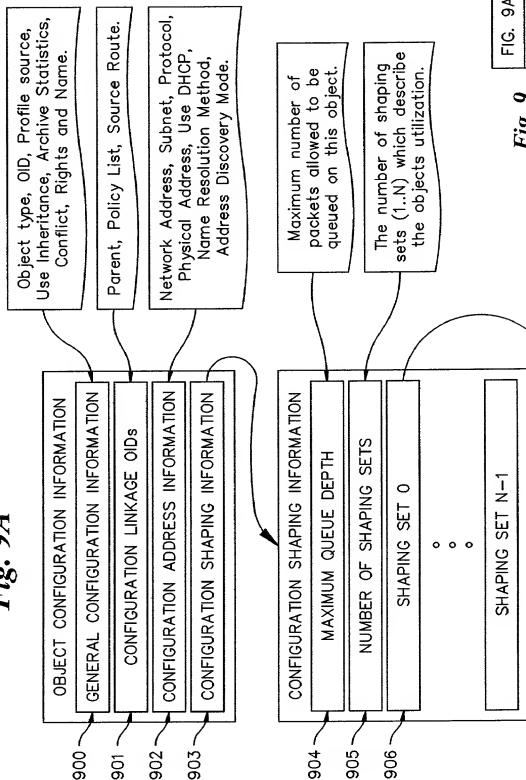 Fig. 9A
OBJECT CONFIGURATION INFORMATION
900
GENERAL CONFIGURATION INFORMATION
901
CONFIGURATION LINKAGE OIDs
902
CONFIGURATION ADDRESS INFORMATION
903
CONFIGURATION SHAPING INFORMATION
Object type, OID, Profile source,
Use Inheritance, Archive Statistics,
Conflict, Rights and Name.
Parent, Policy List, Source Route.
Network Address, Subnet, Protocol,
Physical Address, Use DHCP,
Name Resolution Method,
Address Discovery Mode.
CONFIGURATION SHAPING INFORMATION
904
MAXIMUM QUEUE DEPTH
905
NUMBER OF SHAPING SETS
906
SHAPING SET 0
SHAPING SET N-1
Maximum number of
packets allowed to be
queued on this object.
The number of shaping
sets (1..N) which describe
the objects utilization.
FIG. 9A
Fig. 9